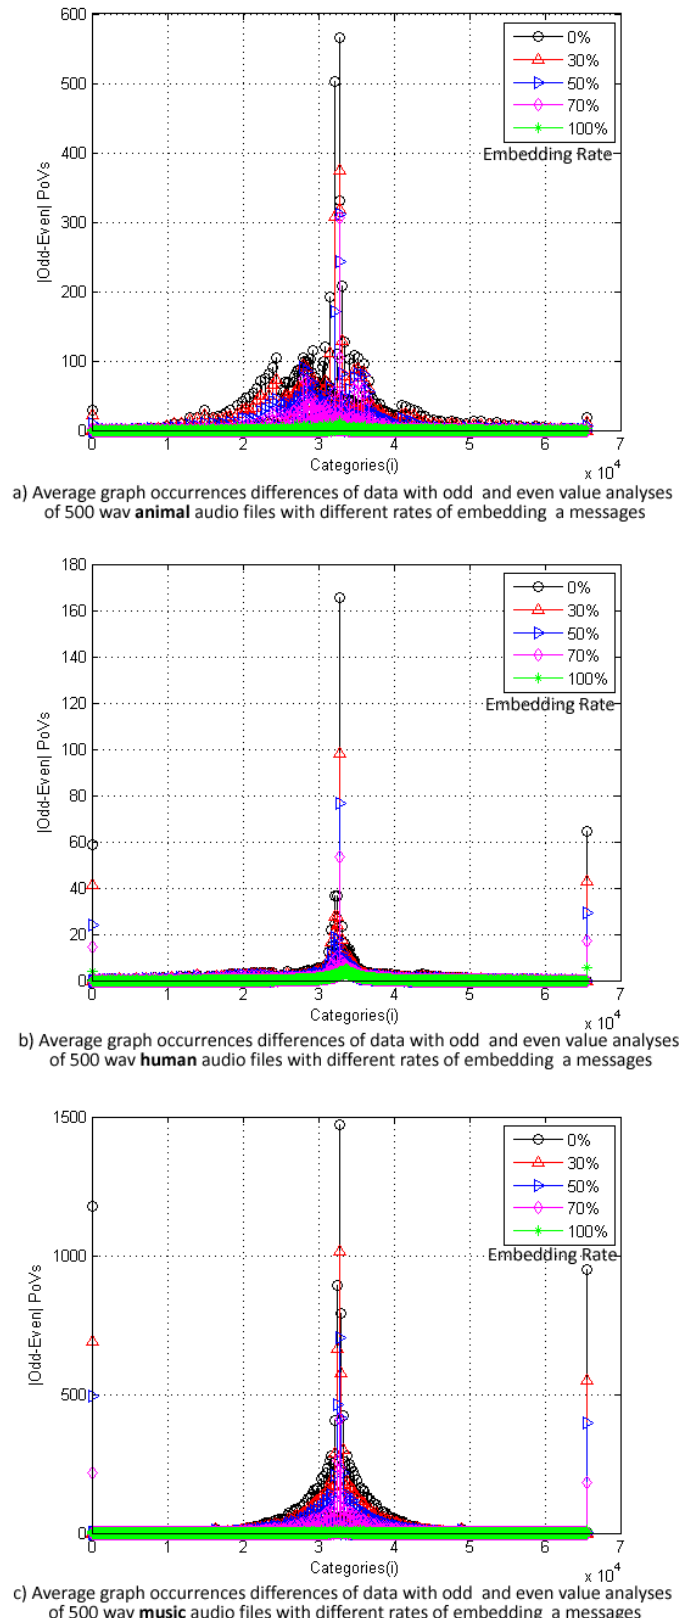 600
500
400
300
200
100
0
|Odd-Even| PoVs
0%
30%
50%
70%
100%
Embedding Rate
0 1 2 3 4 5 6 7
Categories(i)
x 10^4
a) Average graph occurrences differences of data with odd and even value analyses
of 500 wav animal audio files with different rates of embedding a messages
180
160
140
120
100
80
60
40
20
0
|Odd-Even| PoVs
0%
30%
50%
70%
100%
Embedding Rate
0 1 2 3 4 5 6 7
Categories(i)
x 10^4
b) Average graph occurrences differences of data with odd and even value analyses
of 500 wav human audio files with different rates of embedding a messages
1500
1000
500
0
|Odd-Even| PoVs
0%
30%
50%
70%
100%
Embedding Rate
0 1 2 3 4 5 6 7
Categories(i)
x 10^4
c) Average graph occurrences differences of data with odd and even value analyses
of 500 wav music audio files with different rates of embedding a messages